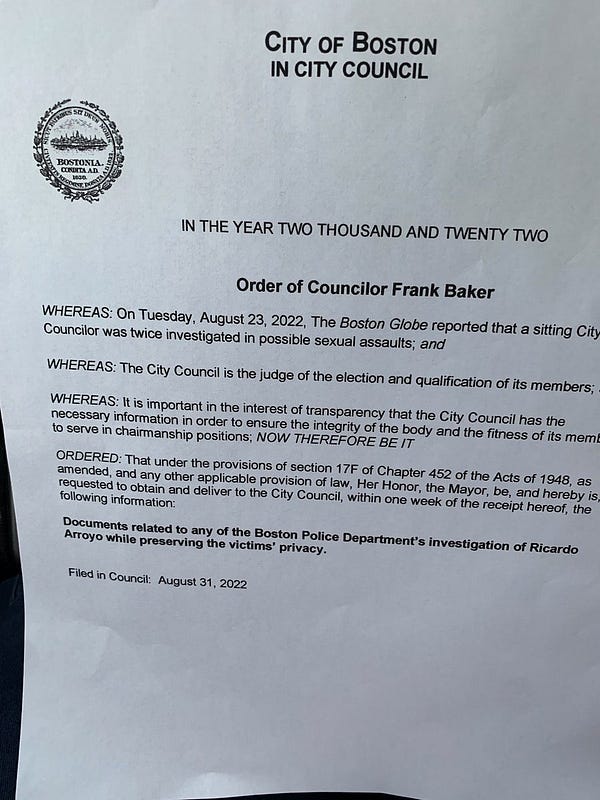 CITY OF BOSTON
IN CITY COUNCIL
BOSTONIA.
CONDITA A.D.
1630.
IN THE YEAR TWO THOUSAND AND TWENTY TWO
Order of Councilor Frank Baker
WHEREAS: On Tuesday, August 23, 2022, The Boston Globe reported that a sitting City
Councilor was twice investigated in possible sexual assaults; and
WHEREAS: The City Council is the judge of the election and qualification of its members;
WHEREAS: It is important in the interest of transparency that the City Council has the
necessary information in order to ensure the integrity of the body and the fitness of its memb
to serve in chairmanship positions; NOW THEREFORE BE IT
ORDERED: That under the provisions of section 17F of Chapter 452 of the Acts of 1948, as
amended, and any other applicable provision of law, Her Honor, the Mayor, be, and hereby is,
requested to obtain and deliver to the City Council, within one week of the receipt hereof, the
following information:
Documents related to any of the Boston Police Department's investigation of Ricardo
Arroyo while preserving the victims' privacy.
Filed in Council: August 31, 2022